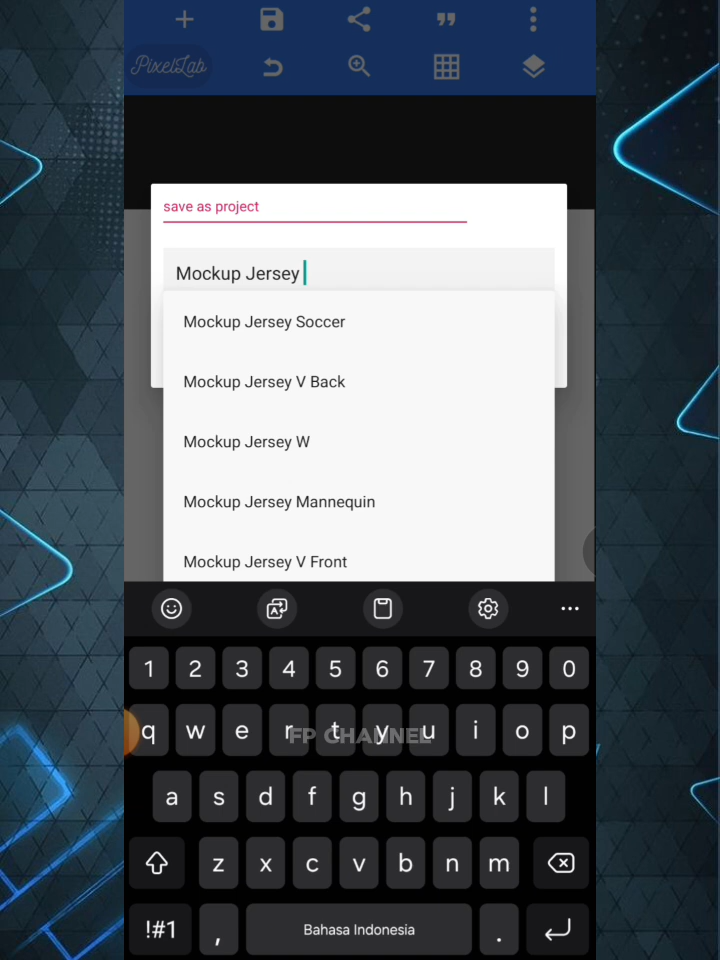 PixelLab
save as project
Mockup Jersey
Mockup Jersey Soccer
Mockup Jersey V Back
Mockup Jersey W
Mockup Jersey Mannequin
Mockup Jersey V Front
1 2 3 4 5 6 7 8 9 0
q w e r t y u i o p
FP CHANNEL
a s d f g h j k l
z x c v b n m
!#1 , Bahasa Indonesia .